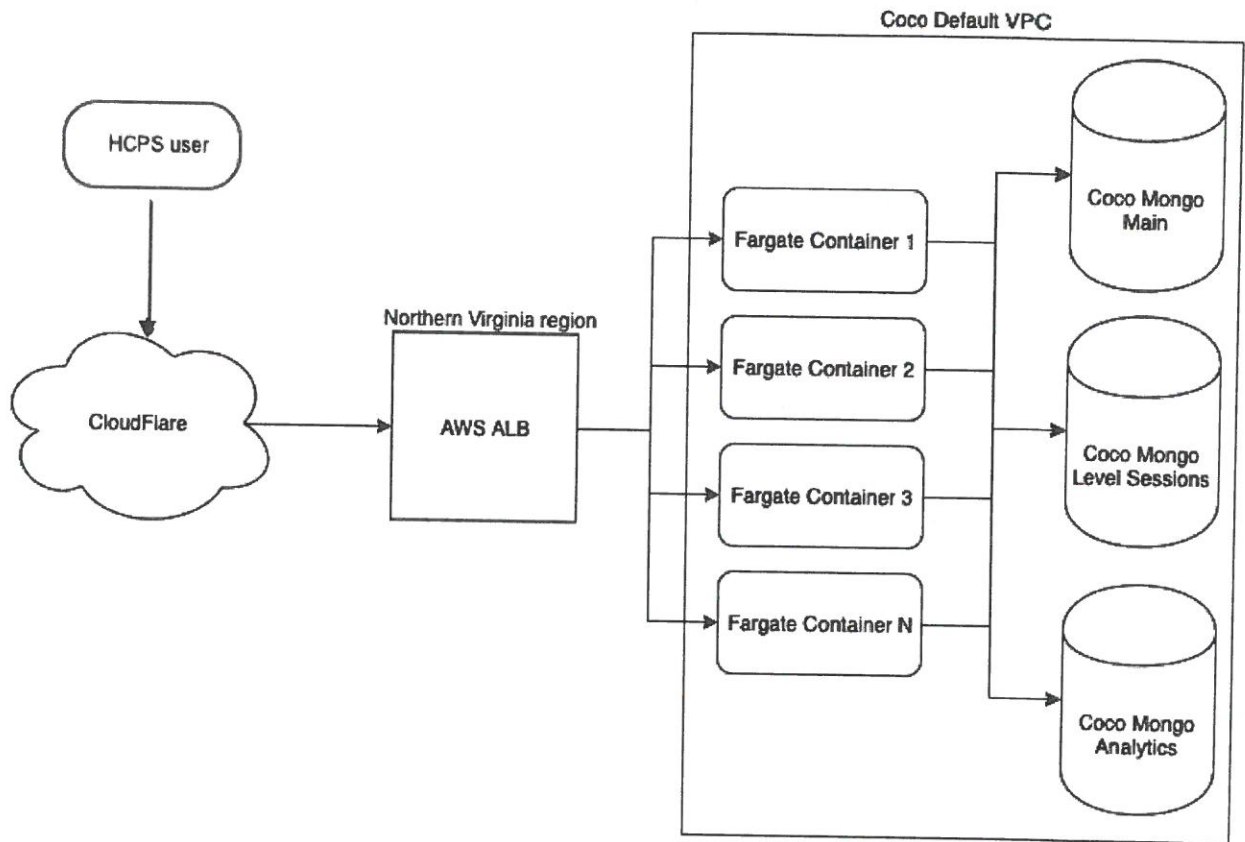 Coco Default VPC
HCPS user
Coco Mongo
Main
Fargate Container 1
Northern Virginia region
Fargate Container 2
CloudFlare
AWS ALB
Coco Mongo
Level Sessions
Fargate Container 3
Fargate Container N
Coco Mongo
Analytics